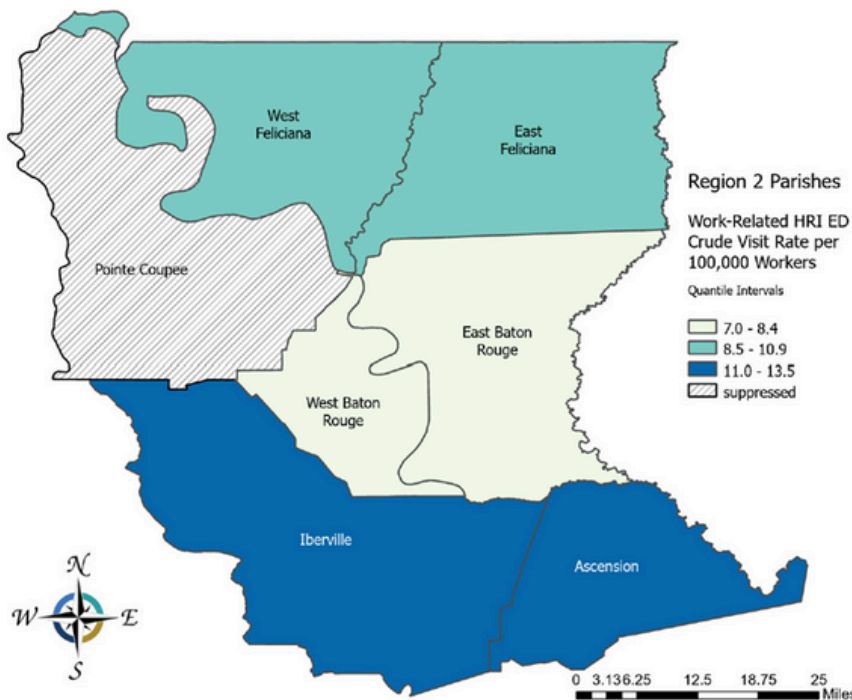 West
Feliciana
East
Feliciana
Pointe Coupee
East Baton
Rouge
West Baton
Rouge
Iberville
Ascension
Region 2 Parishes
Work-Related HRI ED
Crude Visit Rate per
100,000 Workers
Quantile Intervals
7.0 - 8.4
8.5 - 10.9
11.0 - 13.5
suppressed
N
W E
S
0 3.13 6.25 12.5 18.75 25
Miles